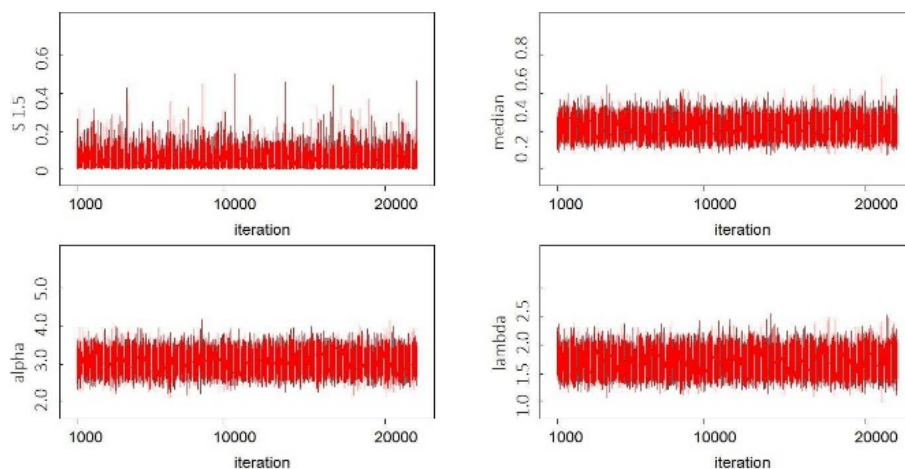 S 1.5
0 0.2 0.4 0.6
1000 10000 20000
iteration
median
0 .2 0.4 0.6 0.8
1000 10000 20000
iteration
alpha
2.0 3.0 4.0 5.0
1000 10000 20000
iteration
lambda
1.0 1.5 2.0 2.5
1000 10000 20000
iteration